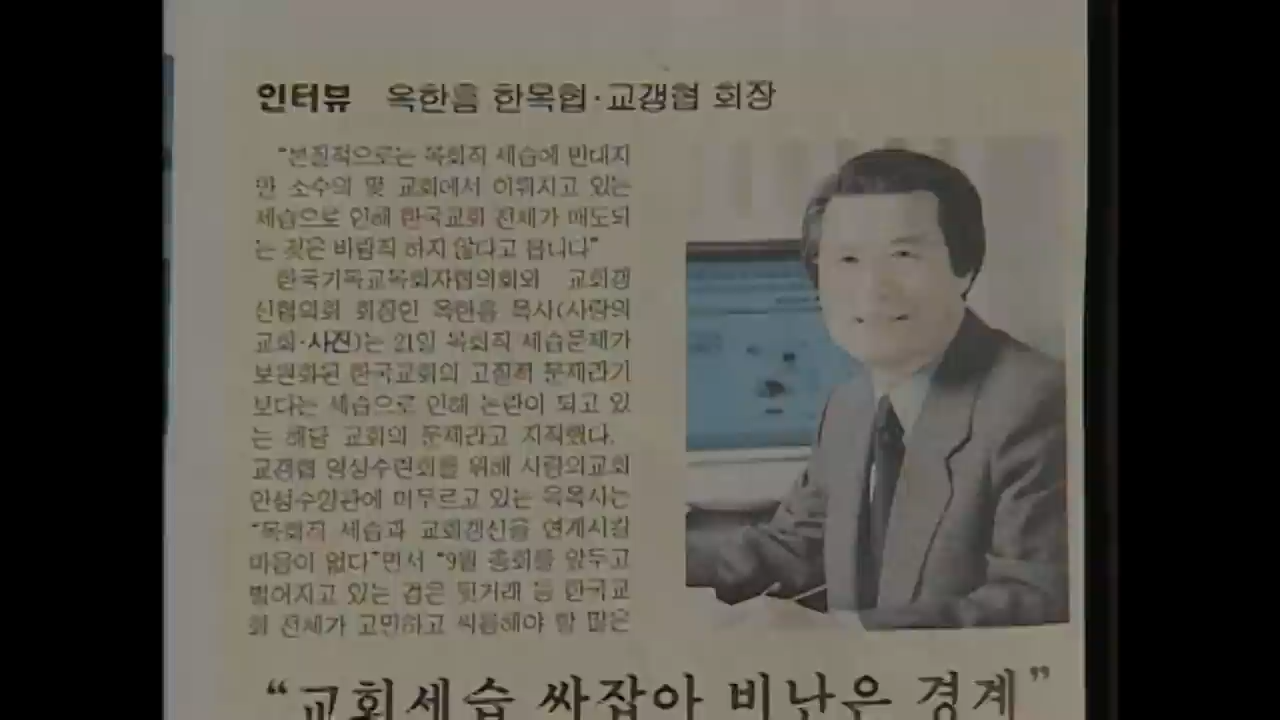 인터뷰 옥한흠 한목협·교갱협 회장
“본질적으로는 목회직 세습에 반대지
만 소수의 몇 교회에서 이뤄지고 있는
세습으로 인해 한국교회 전체가 매도되
는 것은 바람직 하지 않다고 봅니다”
한국기독교목회자협의회와 교회갱
신협의회 회장인 옥한흠 목사(사랑의
교회·사진)는 21일 목회직 세습문제가
보편화된 한국교회의 고질적 문제라기
보다는 세습으로 인해 논란이 되고 있
는 해당 교회의 문제라고 지적했다.
교갱협 영성수련회를 위해 사랑의교회
안성수양관에 머무르고 있는 옥목사는
“목회직 세습과 교회갱신을 연계시킬
마음이 없다”면서 “9월 총회를 앞두고
벌어지고 있는 검은 뒷거래 등 한국교
회 전체가 고민하고 씨름해야 할 많은
“교회세습 싸잡아 비난은 경계”